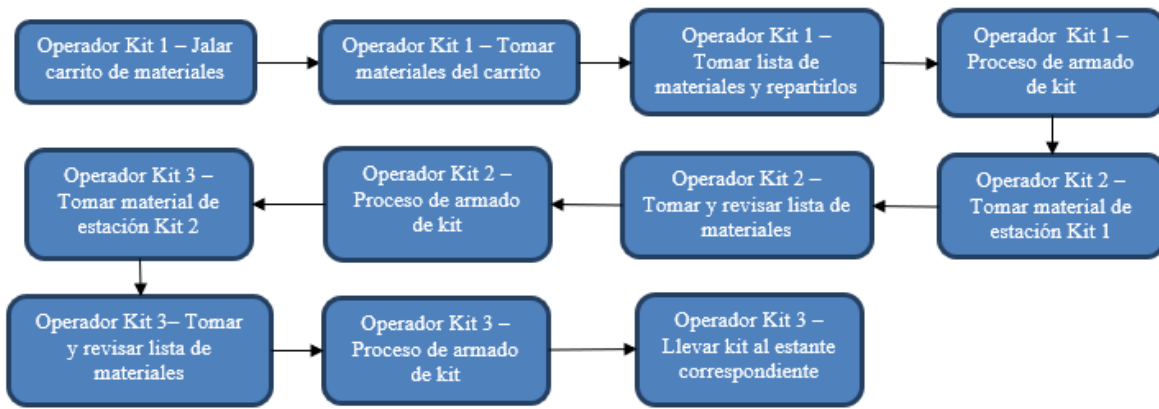 Operador Kit 1 – Jalar
carrito de materiales
Operador Kit 1 – Tomar
materiales del carrito
Operador Kit 1 –
Tomar lista de
materiales y repartirlos
Operador  Kit 1 –
Proceso de armado
de kit
Operador Kit 2 –
Tomar material de
estación Kit 1
Operador Kit 2 –
Tomar y revisar lista de
materiales
Operador Kit 2 –
Proceso de armado
de kit
Operador Kit 3 –
Tomar material de
estación Kit 2
Operador Kit 3– Tomar
y revisar lista de
materiales
Operador Kit 3 –
Proceso de armado
de kit
Operador Kit 3 –
Llevar kit al estante
correspondiente